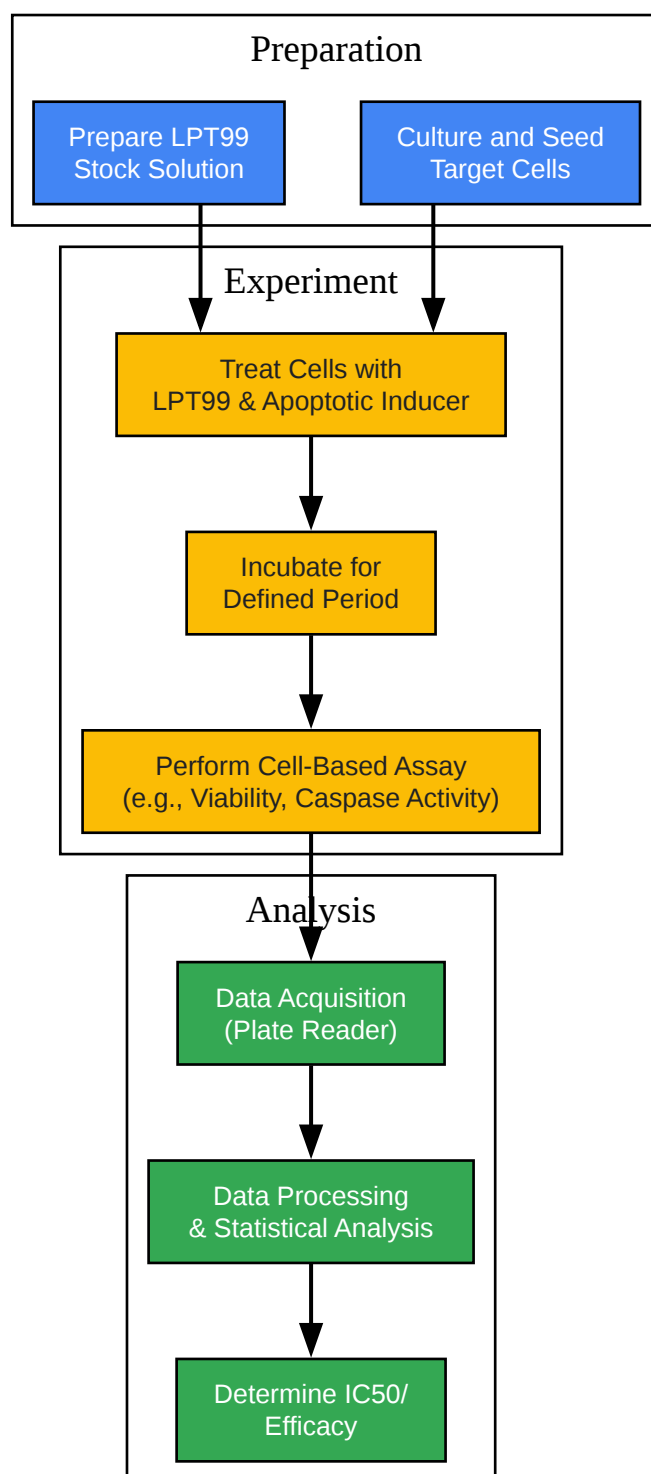 Preparation
Prepare LPT99
Stock Solution
Culture and Seed
Target Cells
Experiment
Treat Cells with
LPT99 & Apoptotic Inducer
Incubate for
Defined Period
Perform Cell-Based Assay
(e.g., Viability, Caspase Activity)
Analysis
Data Acquisition
(Plate Reader)
Data Processing
& Statistical Analysis
Determine IC50/
Efficacy